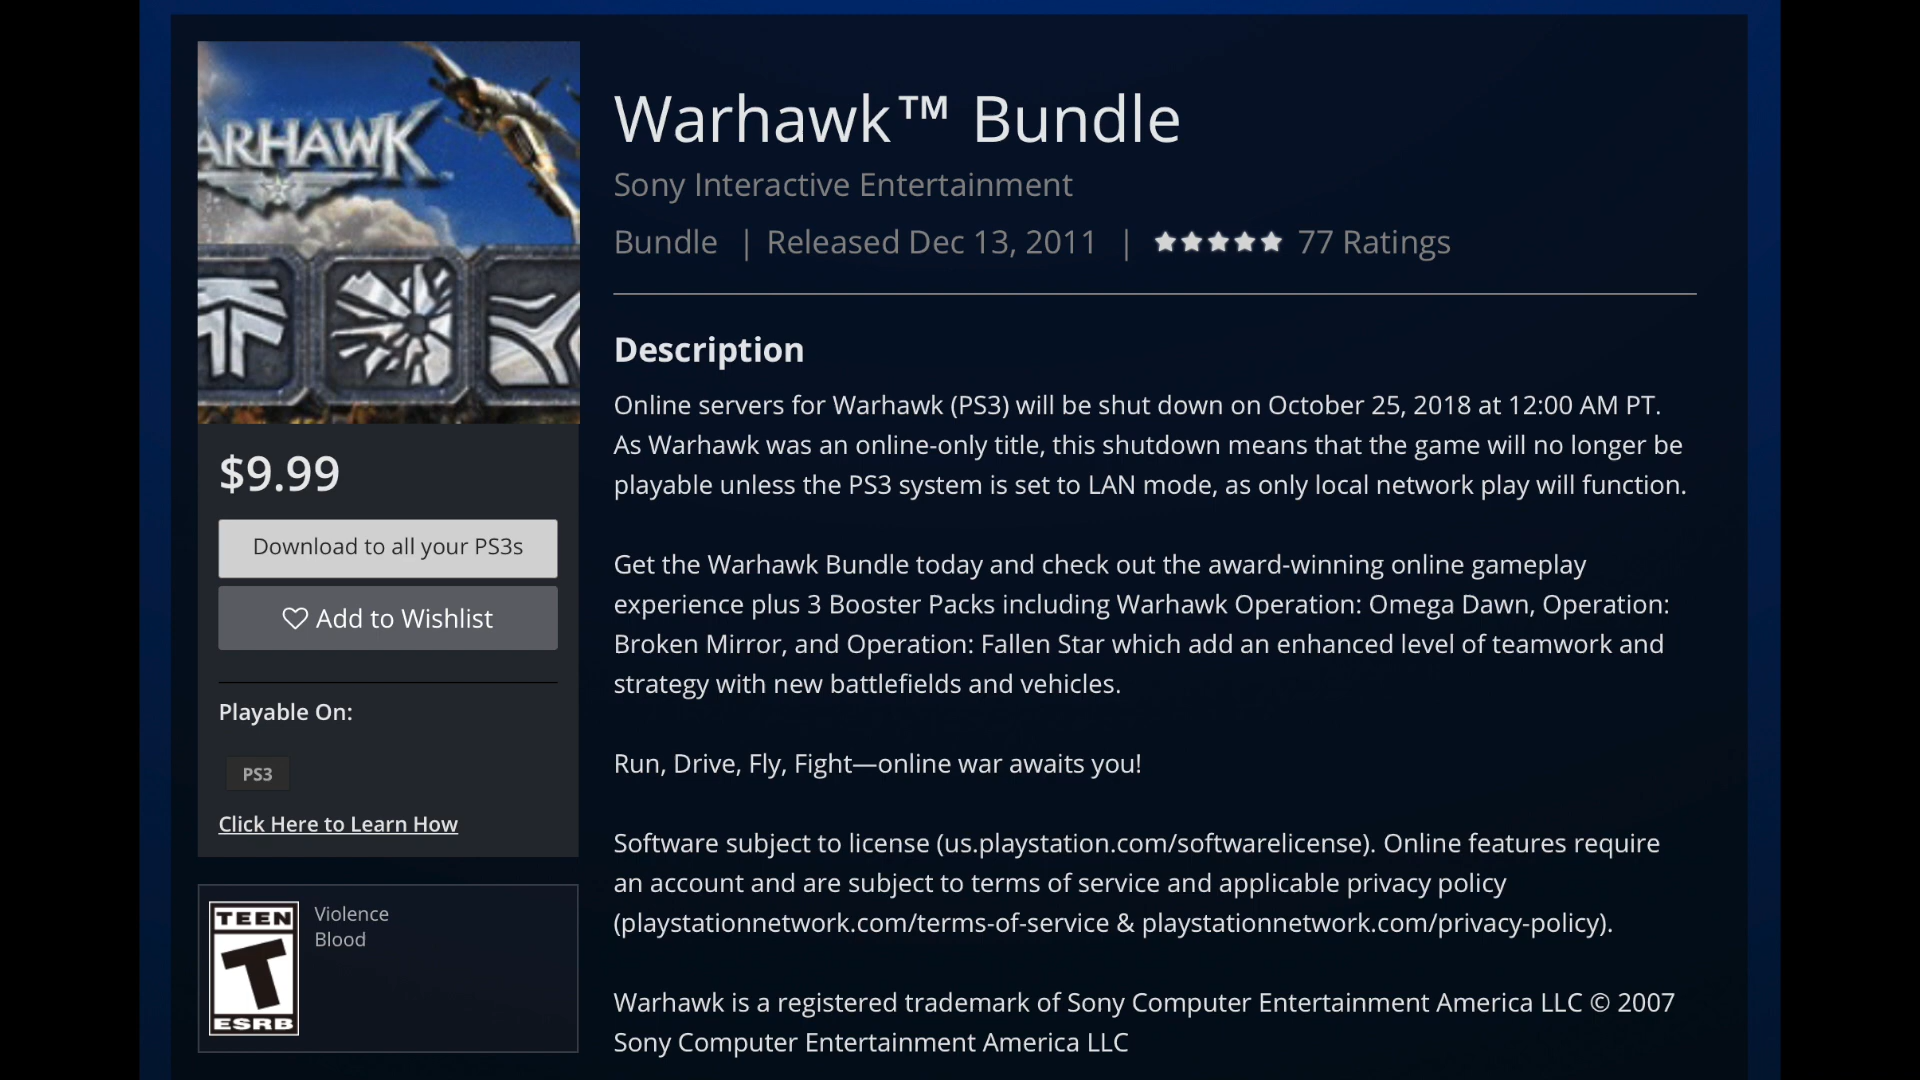 ARHAWK
Warhawk™ Bundle
Sony Interactive Entertainment
Bundle | Released Dec 13, 2011 | ★★★★★ 77 Ratings
$9.99
Download to all your PS3s
♡ Add to Wishlist
Playable On:
PS3
Click Here to Learn How
TEEN
T
ESRB
Violence
Blood
Description
Online servers for Warhawk (PS3) will be shut down on October 25, 2018 at 12:00 AM PT.
As Warhawk was an online-only title, this shutdown means that the game will no longer be
playable unless the PS3 system is set to LAN mode, as only local network play will function.
Get the Warhawk Bundle today and check out the award-winning online gameplay
experience plus 3 Booster Packs including Warhawk Operation: Omega Dawn, Operation:
Broken Mirror, and Operation: Fallen Star which add an enhanced level of teamwork and
strategy with new battlefields and vehicles.
Run, Drive, Fly, Fight—online war awaits you!
Software subject to license (us.playstation.com/softwarelicense). Online features require
an account and are subject to terms of service and applicable privacy policy
(playstationnetwork.com/terms-of-service & playstationnetwork.com/privacy-policy).
Warhawk is a registered trademark of Sony Computer Entertainment America LLC © 2007
Sony Computer Entertainment America LLC